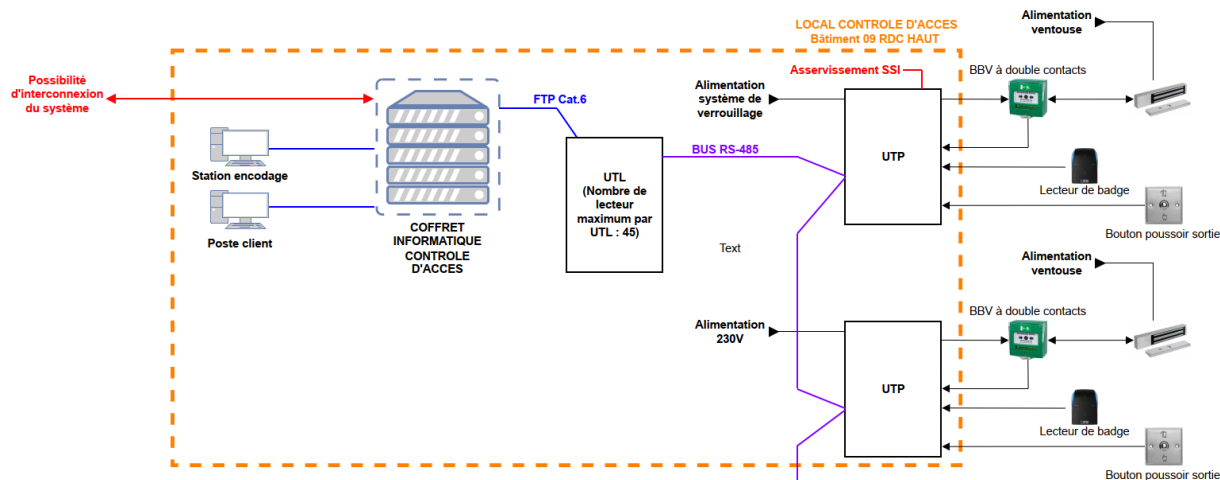 LOCAL CONTROLE D'ACCES
Bâtiment 09 RDC HAUT
Alimentation
ventouse
Possibilité
d'interconnexion
du système
FTP Cat.6
Alimentation
système de
verrouillage
Asservissement SSI
BBV à double contacts
UTP
Lecteur de badge
Bouton poussoir sortie
Station encodage
Poste client
COFFRET
INFORMATIQUE
CONTROLE
D'ACCES
UTL
(Nombre de
lecteur
maximum par
UTL : 45)
BUS RS-485
Text
Alimentation
ventouse
Alimentation
230V
BBV à double contacts
UTP
Lecteur de badge
Bouton poussoir sortie